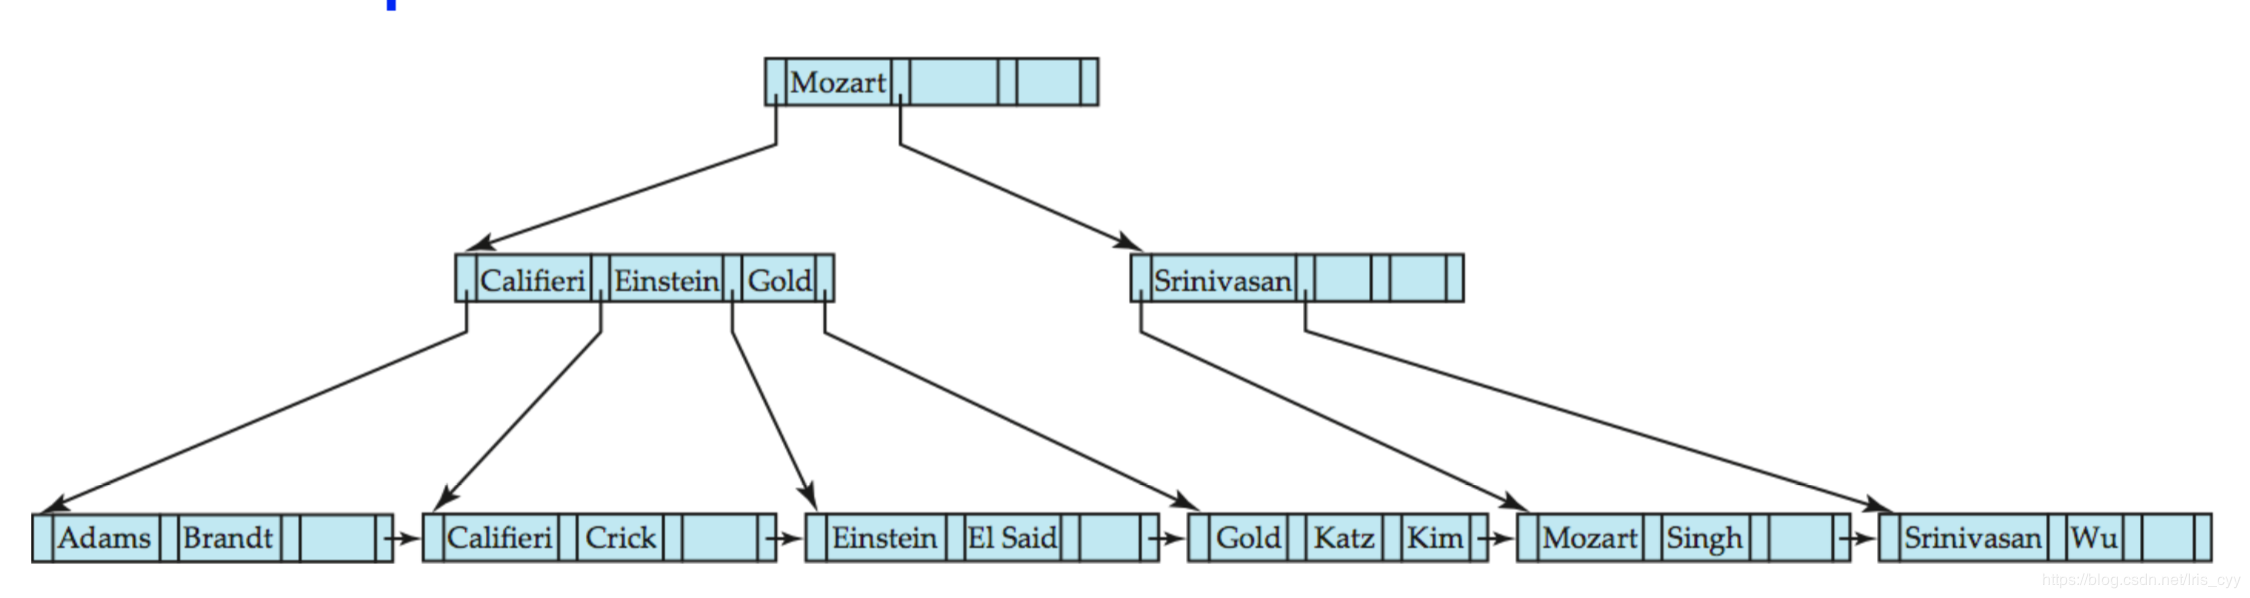 Mozart
Califieri Einstein Gold Srinivasan
Adams Brandt Califieri Crick Einstein El Said Gold Katz Kim Mozart Singh Srinivasan Wu
https://blog.csdn.net/Iris_cyy